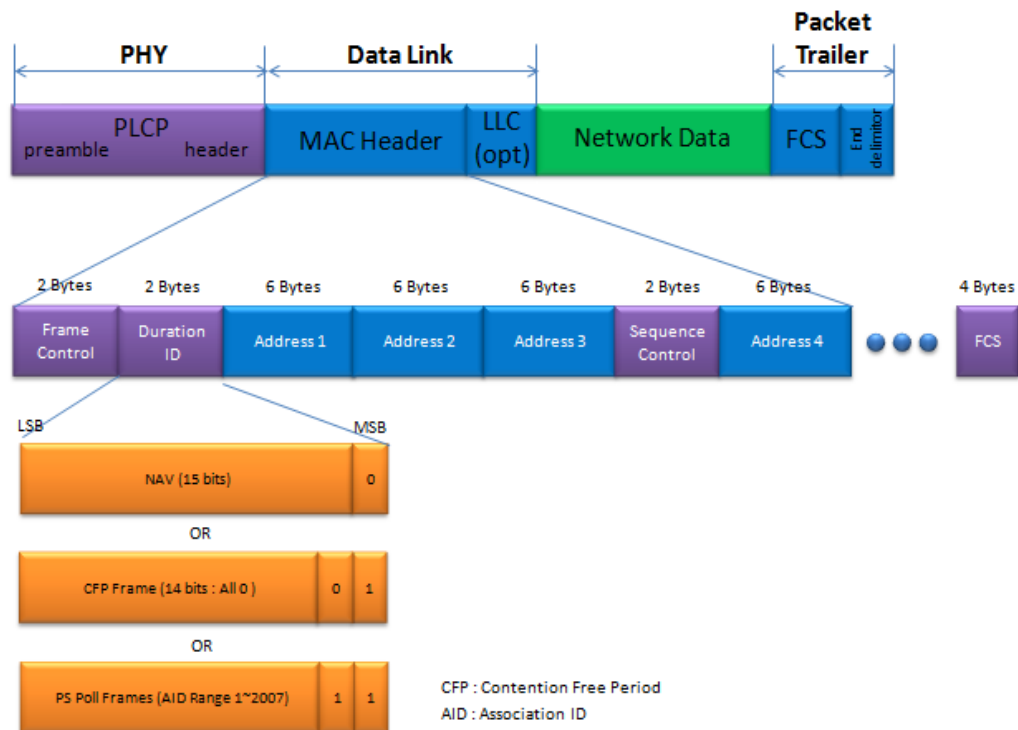 PHY
Data Link
Packet
Trailer
PLCP
preamble header
MAC Header
LLC
(opt)
Network Data
FCS
End
delimitor
2 Bytes
2 Bytes
6 Bytes
6 Bytes
6 Bytes
2 Bytes
6 Bytes
4 Bytes
Frame
Control
Duration
ID
Address 1
Address 2
Address 3
Sequence
Control
Address 4
FCS
LSB
MSB
NAV (15 bits)
0
OR
CFP Frame (14 bits : All 0 )
0
1
OR
PS Poll Frames (AID Range 1~2007)
1
1
CFP : Contention Free Period
AID : Association ID